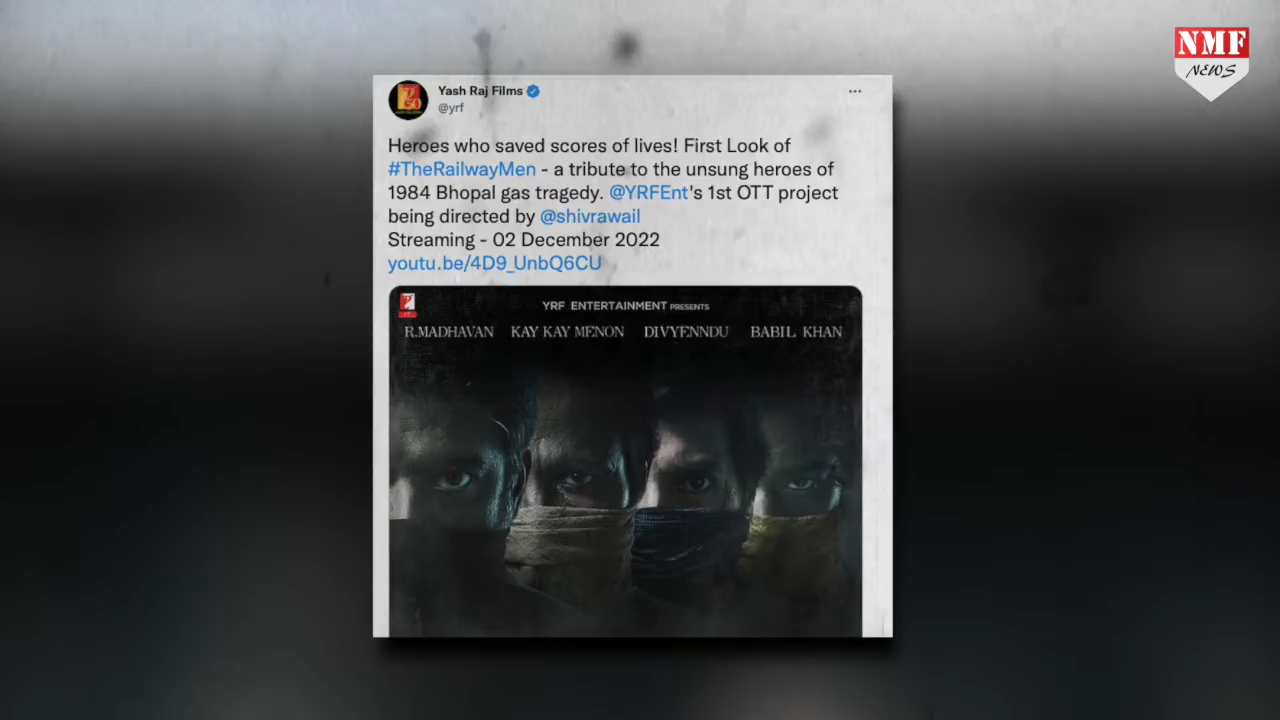 NMF
NEWS
Yash Raj Films
@yrf
Heroes who saved scores of lives! First Look of
#TheRailwayMen - a tribute to the unsung heroes of
1984 Bhopal gas tragedy. @YRFEnt's 1st OTT project
being directed by @shivrawail
Streaming - 02 December 2022
youtu.be/4D9_UnbQ6CU
YRF ENTERTAINMENT PRESENTS
R.MADHAVAN KAY KAY MENON DIVYENNDU BABIL KHAN